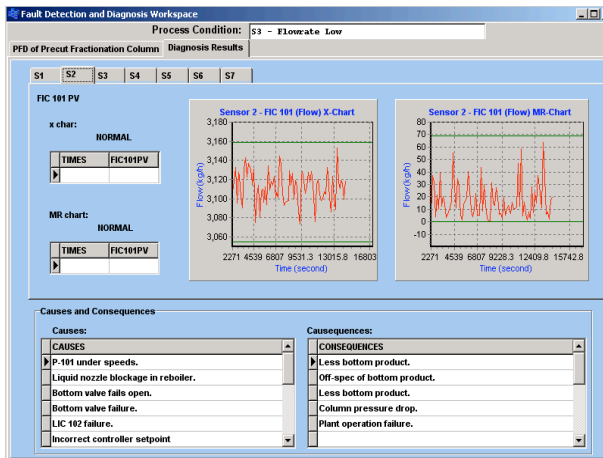 Fault Detection and Diagnosis Workspace
Process Condition: S3 - Flowrate Low
PFD of Precut Fractionation Column Diagnosis Results
S1 S2 S3 S4 S5 S6 S7
FIC 101 PV
x char:
NORMAL
TIMES FIC101PV
MR chart:
NORMAL
TIMES FIC101PV
Sensor 2 - FIC 101 (Flow) X-Chart
3,180
3,160
3,140
3,120
3,100
3,080
3,060
Flow(kg/h)
2271 4539 6807 9531.3 13015.8 16803
Time (second)
Sensor 2 - FIC 101 (Flow) MR-Chart
80
70
60
50
40
30
20
10
0
-10
Flow(kg/h)
2271 4539 6807 9228.3 12409.8 15742.8
Time (second)
Causes and Consequences
Causes:
CAUSES
P-101 under speeds.
Liquid nozzle blockage in reboiler.
Bottom valve fails open.
Bottom valve failure.
LIC 102 failure.
Incorrect controller setpoint
Causequences:
CONSEQUENCES
Less bottom product.
Off-spec of bottom product.
Less bottom product.
Column pressure drop.
Plant operation failure.